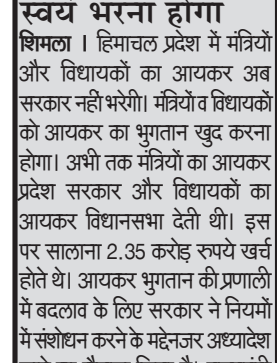 स्वयं भरना होगा
शिमला । हिमाचल प्रदेश में मंत्रियों
और विधायकों का आयकर अब
सरकार नहीं भरेगी। मंत्रियों व विधायकों
को आयकर का भुगतान खुद करना
होगा। अभी तक मंत्रियों का आयकर
प्रदेश सरकार और विधायकों का
आयकर विधानसभा देती थी। इस
पर सालाना 2.35 करोड़ रुपये खर्च
होते थे। आयकर भुगतान की प्रणाली
में बदलाव के लिए सरकार ने नियमों
में संशोधन करने के मद्देनजर अध्यादेश